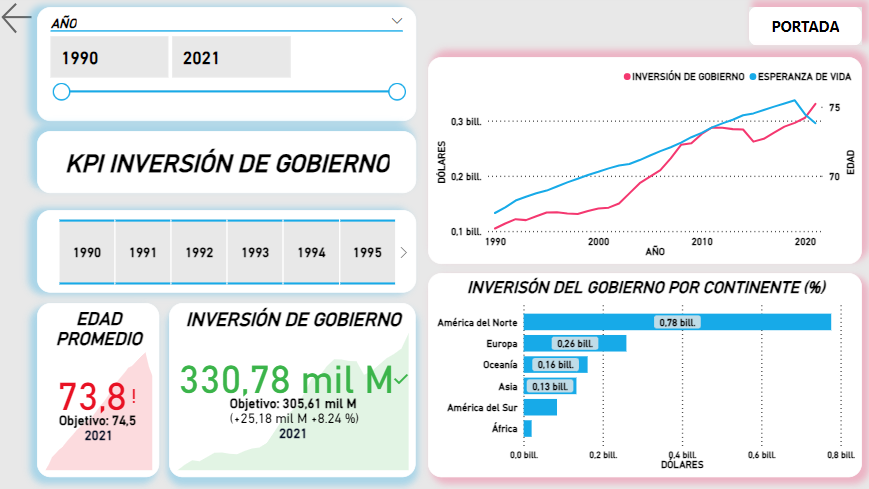 AÑO
1990
2021
PORTADA
KPI INVERSIÓN DE GOBIERNO
1990
1991
1992
1993
1994
1995
EDAD
PROMEDIO
73,8!
Objetivo: 74,5
2021
INVERSIÓN DE GOBIERNO
330,78 mil M
Objetivo: 305,61 mil M
(+25,18 mil M +8.24 %)
2021
INVERSIÓN DE GOBIERNO
ESPERANZA DE VIDA
DÓLARES
0,3 bill.
0,2 bill.
0,1 bill.
75
70
EDAD
1990
2000
2010
2020
AÑO
INVERISÓN DEL GOBIERNO POR CONTINENTE (%)
América del Norte
0,78 bill.
Europa
0,26 bill.
Oceanía
0,16 bill.
Asia
0,13 bill.
América del Sur
África
0,0 bill.
0,2 bill.
0,4 bill.
0,6 bill.
0,8 bill.
DÓLARES